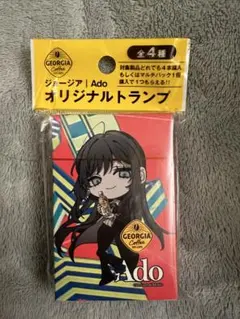 GEORGIA
Coffee
全4種
ジョージア | Ado
オリジナルトランプ
対象製品どれでも4本購入
もしくはマルチパック1個
購入で1つもらえる!!
GEORGIA
Coffee
Ado